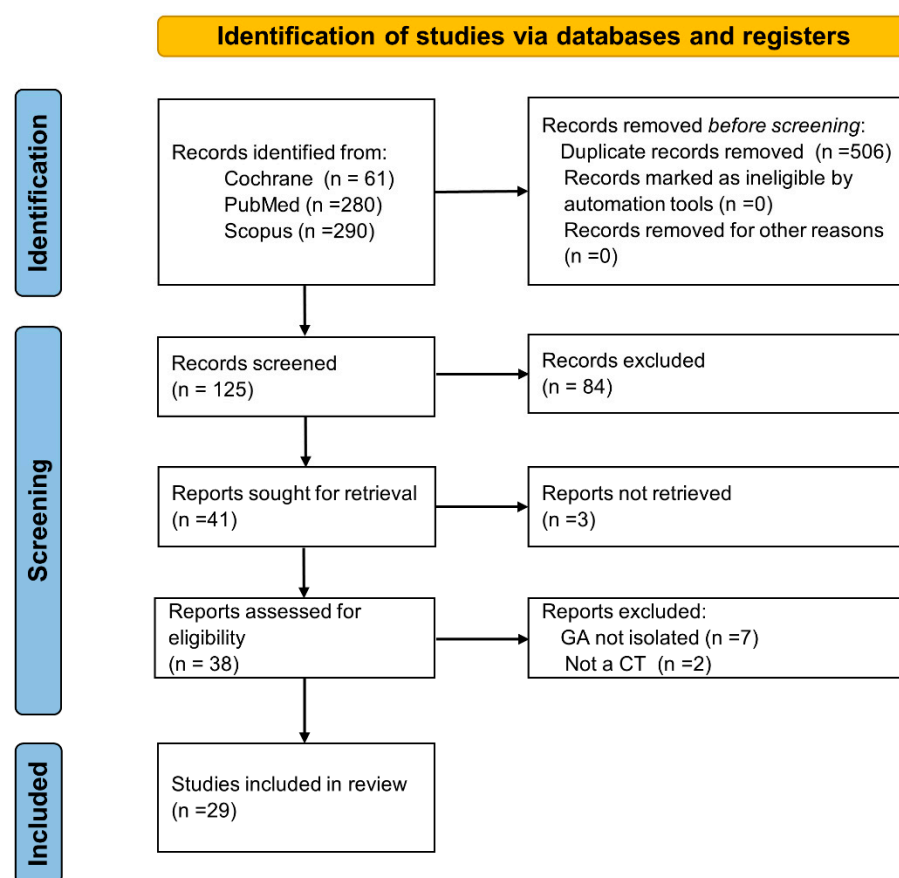 Identification of studies via databases and registers
Identification
Records identified from:
Cochrane (n = 61)
PubMed (n =280)
Scopus (n =290)
Records removed before screening:
Duplicate records removed (n =506)
Records marked as ineligible by
automation tools (n =0)
Records removed for other reasons
(n =0)
Screening
Records screened
(n = 125)
Records excluded
(n = 84)
Reports sought for retrieval
(n =41)
Reports not retrieved
(n =3)
Reports assessed for
eligibility
(n = 38)
Reports excluded:
GA not isolated (n =7)
Not a CT (n =2)
Included
Studies included in review
(n =29)